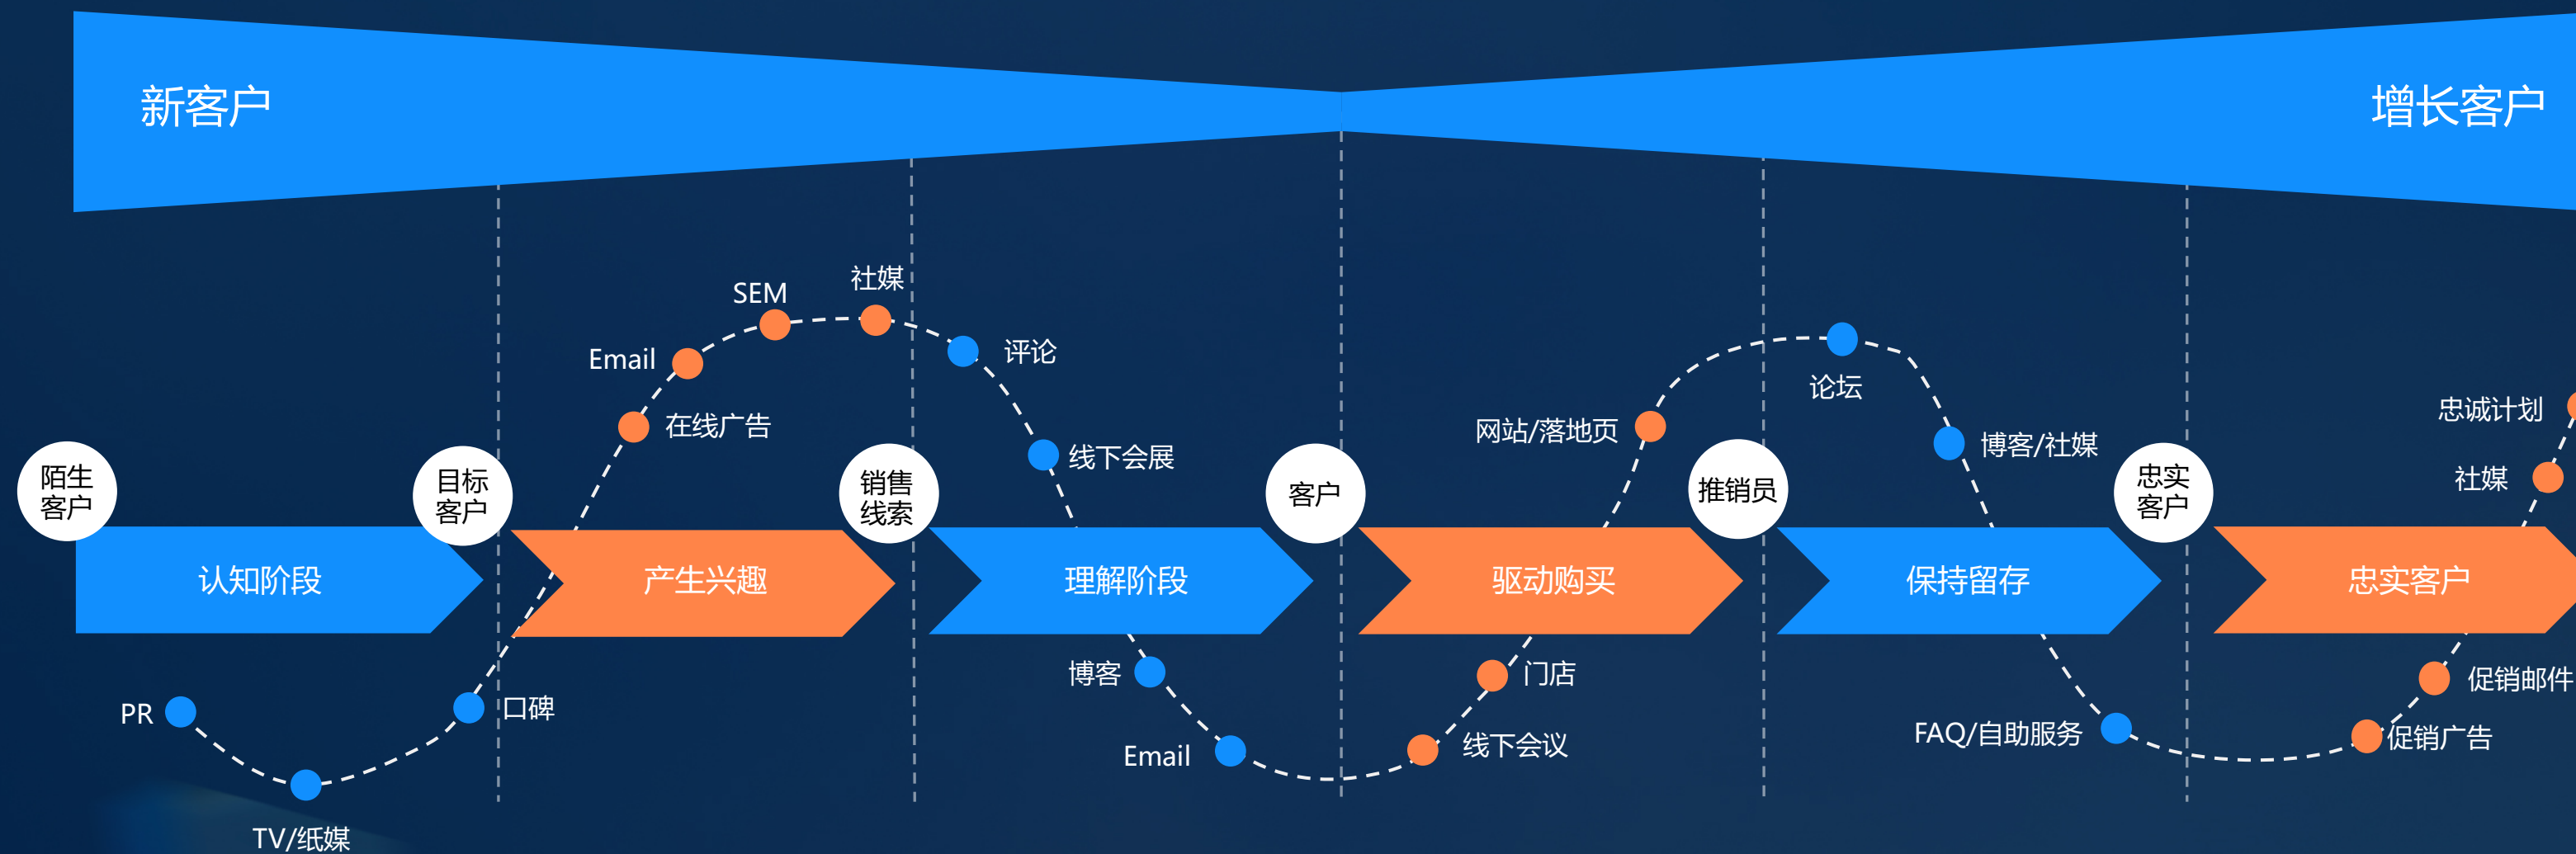 新客户
增长客户
SEM
社媒
Email
评论
在线广告
线下会展
网站/落地页
论坛
博客/社媒
忠诚计划
社媒
陌生
客户
目标
客户
销售
线索
客户
推销员
忠实
客户
认知阶段
产生兴趣
理解阶段
驱动购买
保持留存
忠实客户
PR
口碑
TV/纸媒
博客
Email
门店
线下会议
FAQ/自助服务
促销邮件
促销广告